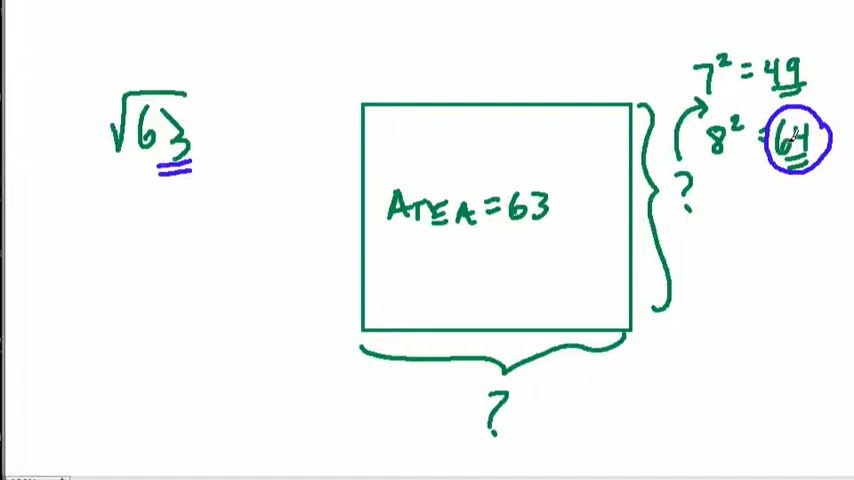 √63
7² = 49
8² = 64
?
AREA = 63
?